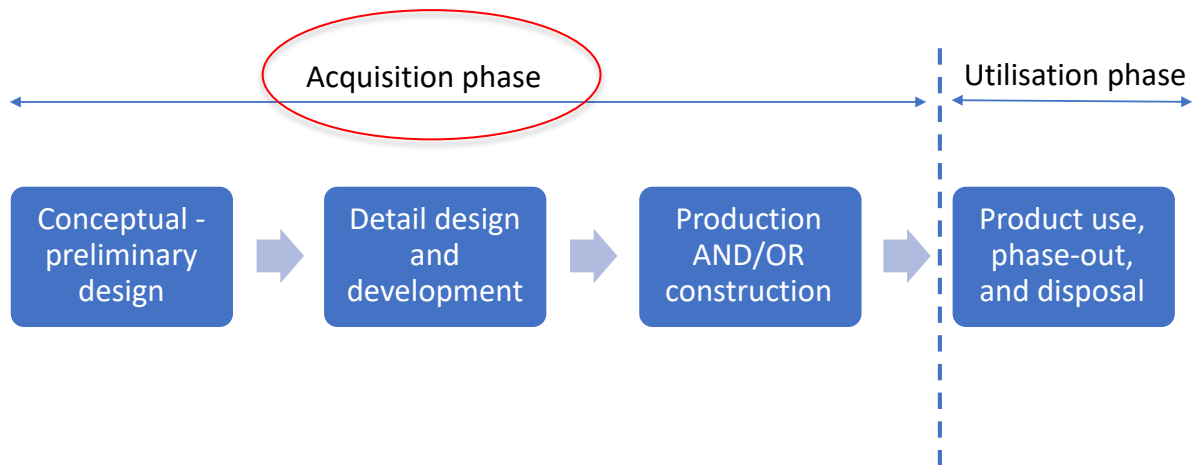 Acquisition phase
Utilisation phase
Conceptual -
preliminary
design
Detail design
and
development
Production
AND/OR
construction
Product use,
phase-out,
and disposal